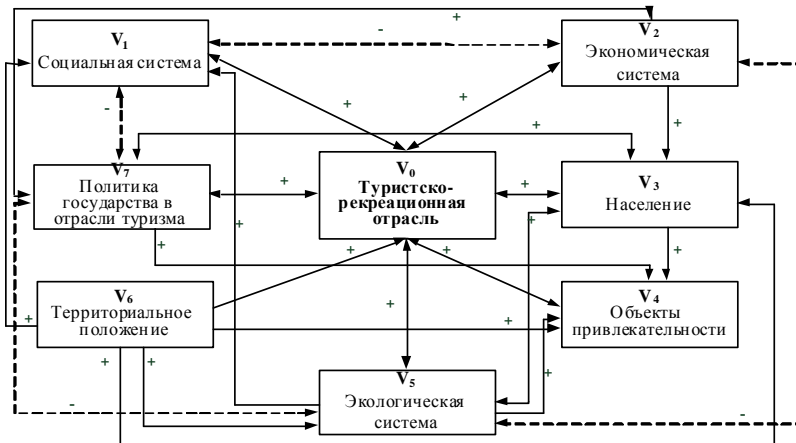 +
V1
Социальная система
-
+
V2
Экономическая
система
+
+
+
-
+
V7
Политика
государства в
отрасли туризма
+
V0
Туристско-
рекреационная
отрасль
+
V3
Население
+
+
+
+
+
V6
Территориальное
положение
V4
Объекты
привлекательности
+
+
+
+
+
+
V5
Экологическая
система
-
+
-